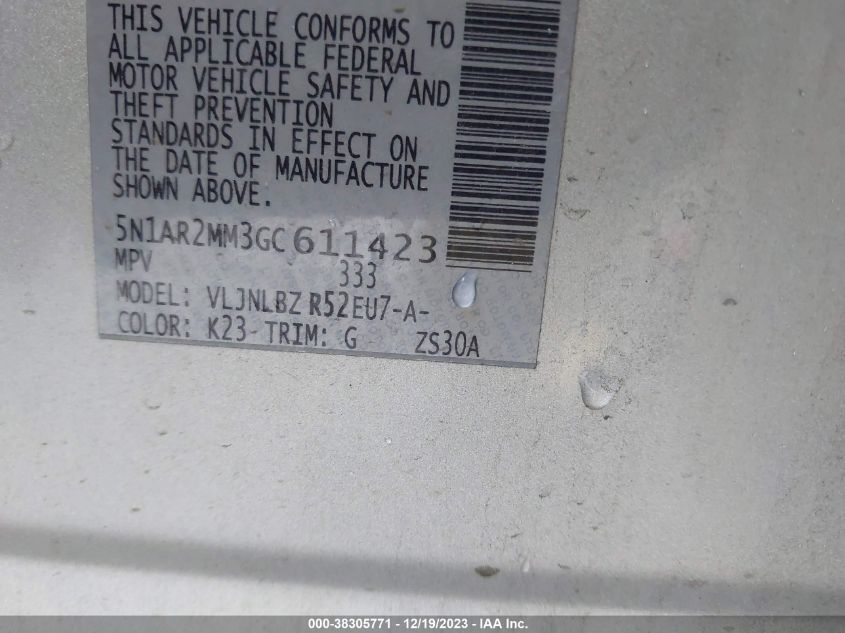 THIS VEHICLE CONFORMS TO
ALL APPLICABLE FEDERAL
MOTOR VEHICLE SAFETY AND
THEFT PREVENTION
STANDARDS IN EFFECT ON
THE DATE OF MANUFACTURE
SHOWN ABOVE.
5N1AR2MM3GC611423
MPV 333
MODEL: VLJNLBZ R52EU7-A-
COLOR: K23 TRIM: G ZS30A
000-38305771 - 12/19/2023 - IAA Inc.